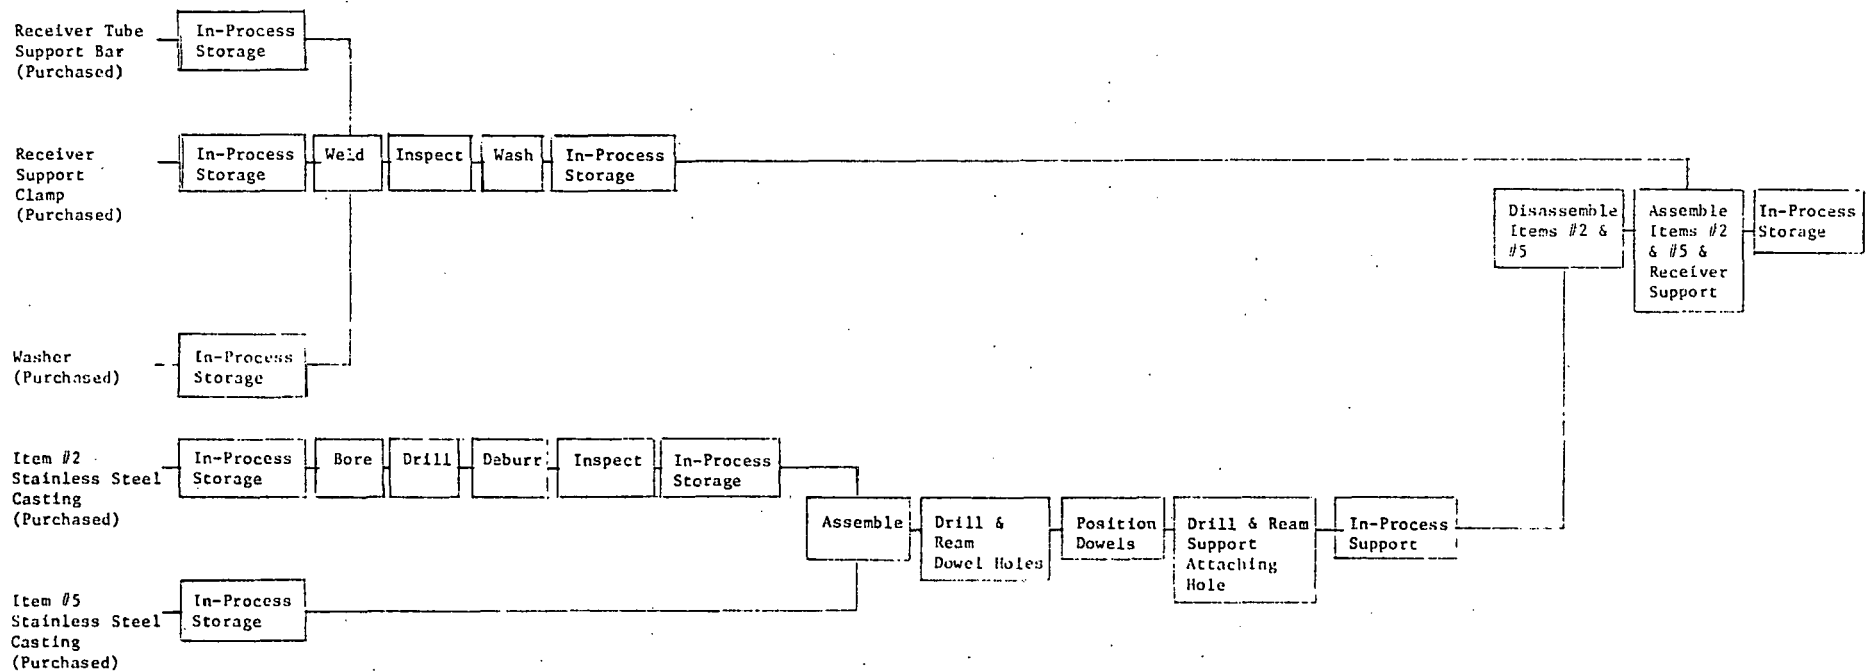 Receiver Tube
Support Bar
(Purchased)
In-Process
Storage
Receiver
Support
Clamp
(Purchased)
In-Process
Storage
Weld
Inspect
Wash
In-Process
Storage
Disassemble
Items #2 &
#5
Assemble
Items #2
& #5 &
Receiver
Support
In-Process
Storage
Washer
(Purchased)
In-Process
Storage
Item #2
Stainless Steel
Casting
(Purchased)
In-Process
Storage
Bore
Drill
Deburr
Inspect
In-Process
Storage
Assemble
Drill &
Ream
Dowel Holes
Position
Dowels
Drill & Ream
Support
Attaching
Hole
In-Process
Support
Item #5
Stainless Steel
Casting
(Purchased)
In-Process
Storage